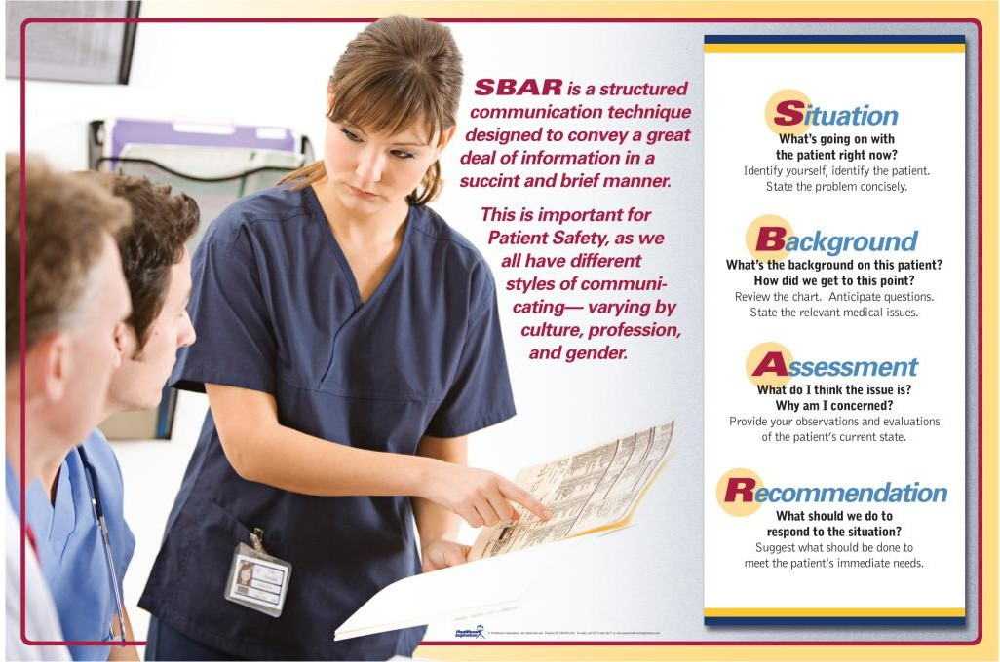 SBAR is a structured
communication technique
designed to convey a great
deal of information in a
succint and brief manner.
This is important for
Patient Safety, as we
all have different
styles of communi-
cating— varying by
culture, profession,
and gender.
Situation
What's going on with
the patient right now?
Identify yourself, identify the patient.
State the problem concisely.
Background
What's the background on this patient?
How did we get to this point?
Review the chart. Anticipate questions.
State the relevant medical issues.
Assessment
What do I think the issue is?
Why am I concerned?
Provide your observations and evaluations
of the patient's current state.
Recommendation
What should we do to
respond to the situation?
Suggest what should be done to
meet the patient's immediate needs.
Healthcare
Inspirations